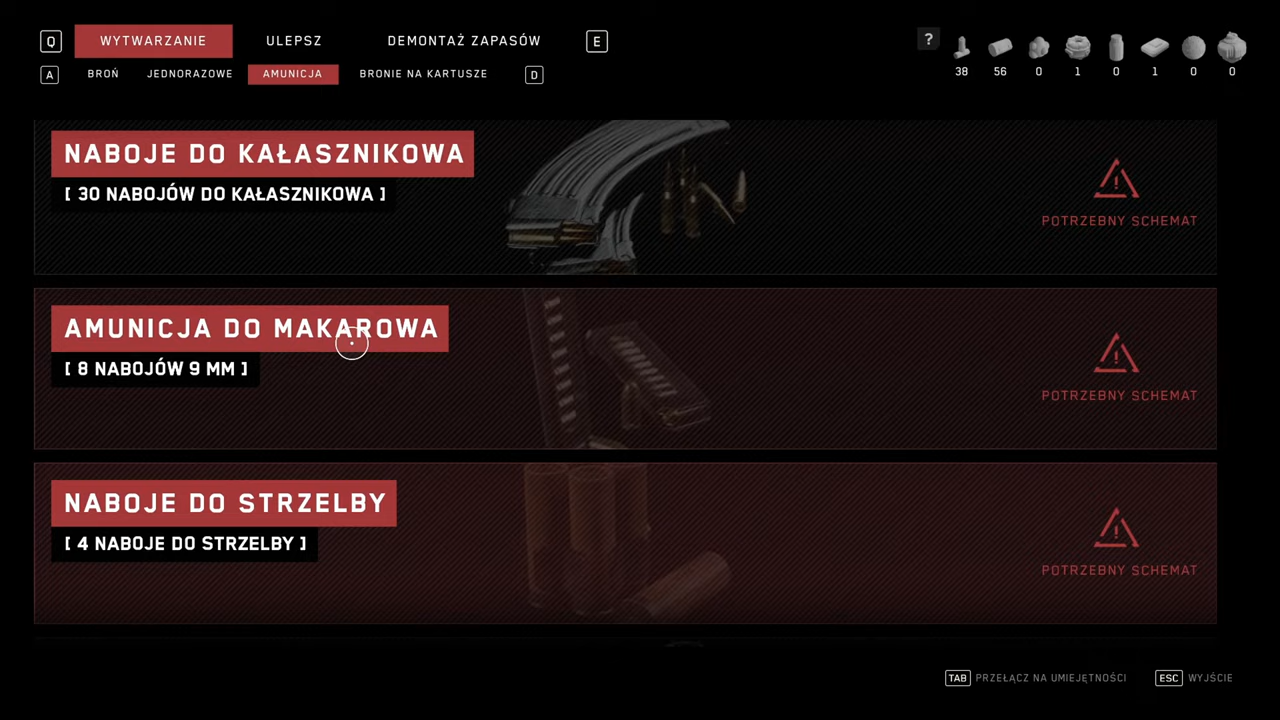 Q WYTWARZANIE ULEPSZ DEMONTAŻ ZAPASÓW E ?
A BROŃ JEDNORAZOWE AMUNICJA BRONIE NA KARTUSZE D
38 56 0 1 0 1 0 0
NABOJE DO KAŁASZNIKOWA
[ 30 NABOJÓW DO KAŁASZNIKOWA ]
POTRZEBNY SCHEMAT
AMUNICJA DO MAKAROWA
[ 8 NABOJÓW 9 MM ]
POTRZEBNY SCHEMAT
NABOJE DO STRZELBY
[ 4 NABOJE DO STRZELBY ]
POTRZEBNY SCHEMAT
TAB PRZEŁĄCZ NA UMIEJĘTNOŚCI ESC WYJŚCIE